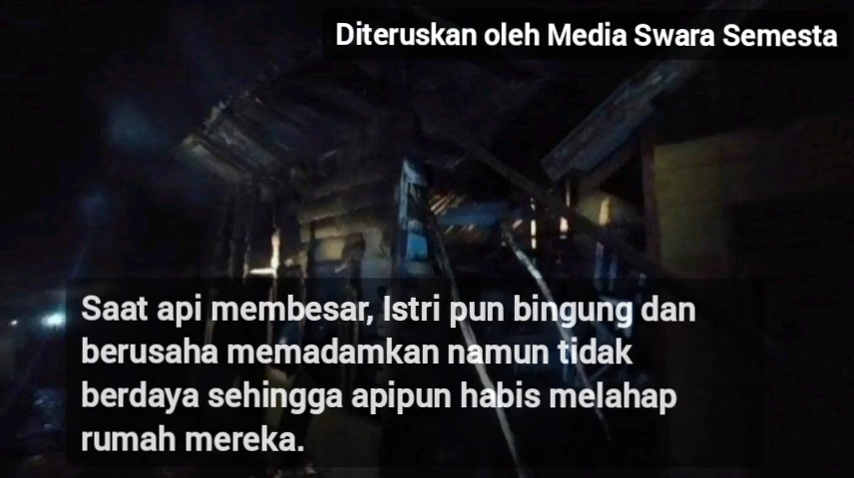 Diteruskan oleh Media Swara Semesta
Saat api membesar, Istri pun bingung dan
berusaha memadamkan namun tidak
berdaya sehingga apipun habis melahap
rumah mereka.